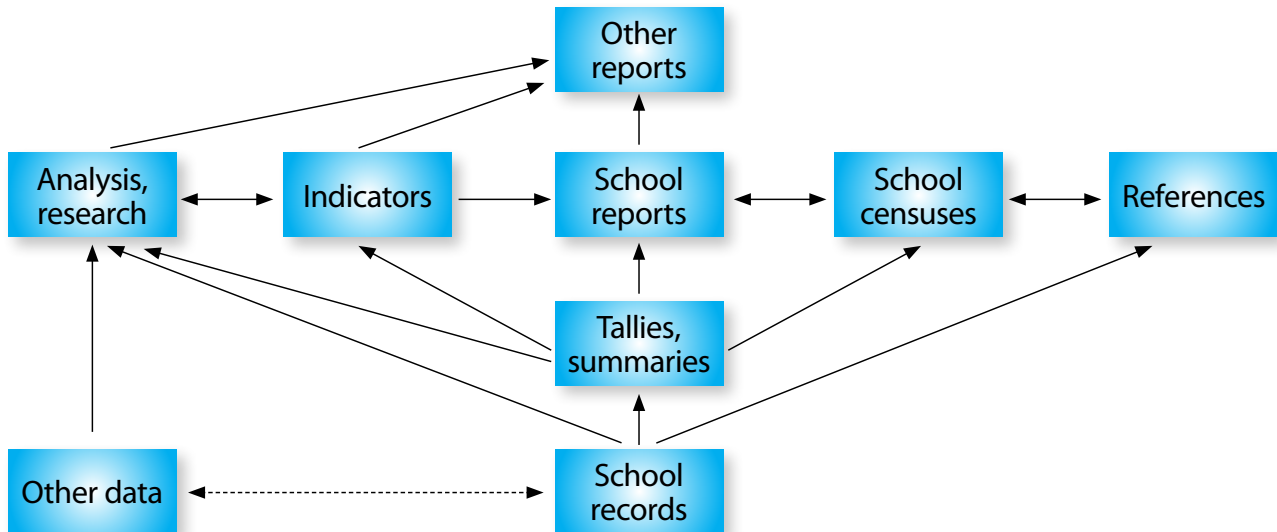 Other
reports
Analysis,
research
Indicators
School
reports
School
censuses
References
Tallies,
summaries
Other data
School
records